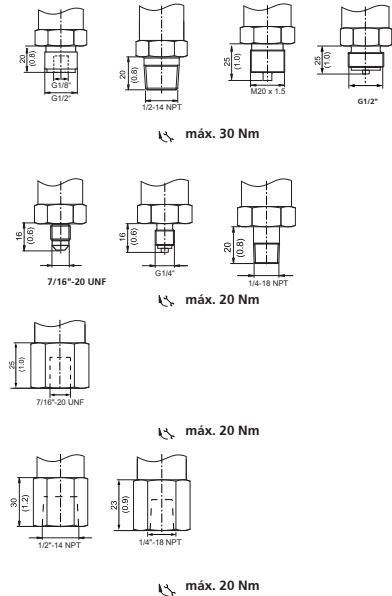 20
(0.8)
G1/8"
G1/2"
20
(0.8)
1/2-14 NPT
25
(1.0)
M20 x 1.5
25
(1.0)
G1/2"
máx. 30 Nm
16
(0.6)
7/16"-20 UNF
16
(0.6)
G1/4"
20
(0.8)
1/4-18 NPT
máx. 20 Nm
25
(1.0)
7/16"-20 UNF
máx. 20 Nm
30
(1.2)
1/2"-14 NPT
23
(0.9)
1/4"-18 NPT
máx. 20 Nm